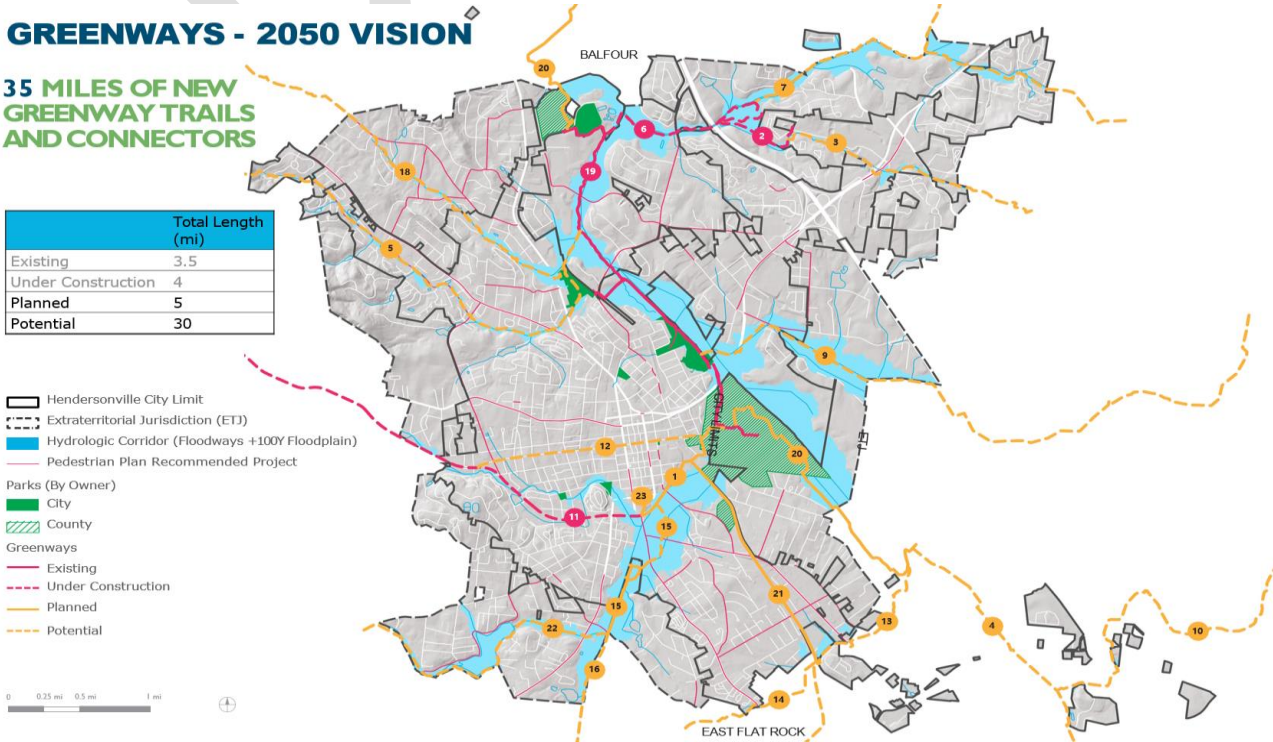 GREENWAYS - 2050 VISION
35 MILES OF NEW
GREENWAY TRAILS
AND CONNECTORS
Total Length
(mi)
Existing 3.5
Under Construction 4
Planned 5
Potential 30
Hendersonville City Limit
Extraterritorial Jurisdiction (ETJ)
Hydrologic Corridor (Floodways +100Y Floodplain)
Pedestrian Plan Recommended Project
Parks (By Owner)
City
County
Greenways
Existing
Under Construction
Planned
Potential
0 0.25 mi 0.5 mi 1 mi
BALFOUR
20
7
6
2
3
19
18
5
9
CITY LIMITS
ETJ
12
20
1
23
11
15
21
15
13
22
4
10
16
14
EAST FLAT ROCK